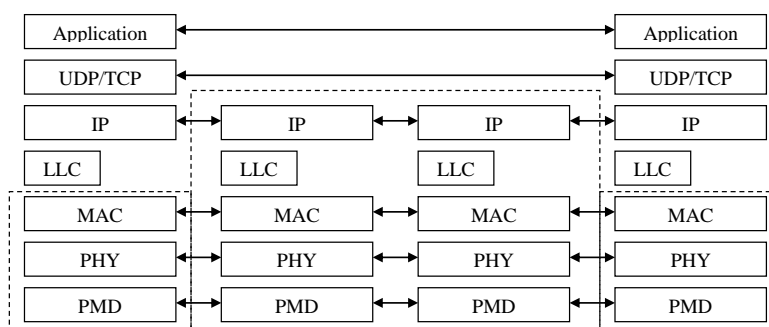 Application Application
UDP/TCP UDP/TCP
IP IP IP IP
LLC LLC LLC LLC
MAC MAC MAC MAC
PHY PHY PHY PHY
PMD PMD PMD PMD